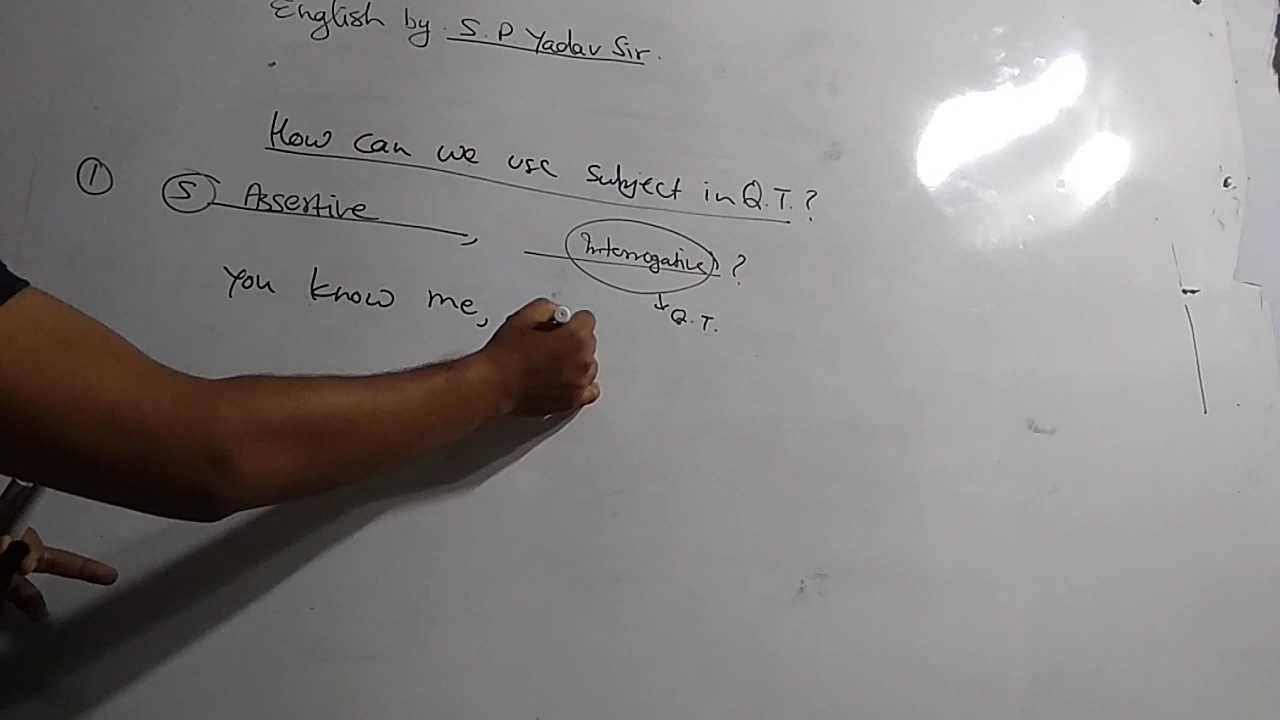 English by S. P Yadav Sir.
How can we use subject in Q.T. ?
① Ⓢ Assertive, Interrogative ?
Q.T.
You know me,